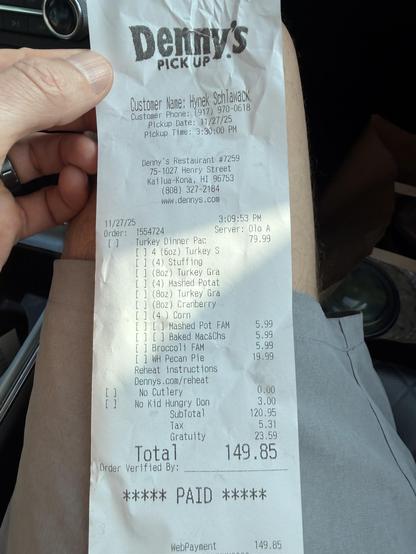 Denny's
PICK UP
Customer Name: Hynek Schlawack
Customer Phone: (917) 970-0618
Pickup Date: 11/27/25
Pickup Time: 3:30:00 PM
Denny's Restaurant #7259
75-1027 Henry Street
Kailua-Kona, HI 96753
(808) 327-2184
www.dennys.com
11/27/25 3:09:53 PM
Order: 1554724 Server: Olo A
[ ] Turkey Dinner Pac 79.99
[ ] 4 (6oz) Turkey S
[ ] (4) Stuffing
[ ] (8oz) Turkey Gra
[ ] (4) Mashed Potat
[ ] (8oz) Turkey Gra
[ ] (8oz) Cranberry
[ ] (4 ) Corn
[ ] [ ] Mashed Pot FAM 5.99
[ ] [ ] Baked Mac&Chs 5.99
[ ] Broccoli FAM 5.99
[ ] WH Pecan Pie 19.99
Reheat instructions
Dennys.com/reheat
[ ] No Cutlery 0.00
[ ] No Kid Hungry Don 3.00
SubTotal 120.95
Tax 5.31
Gratuity 23.59
Total 149.85
Order Verified By:
***** PAID *****
WebPayment 149.85